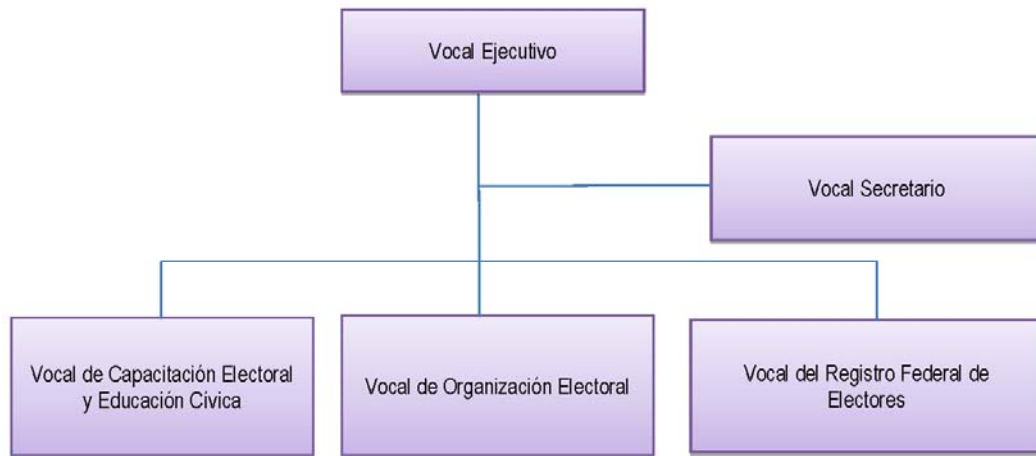 Vocal Ejecutivo
Vocal Secretario
Vocal de Capacitación Electoral
y Educación Cívica
Vocal de Organización Electoral
Vocal del Registro Federal de
Electores